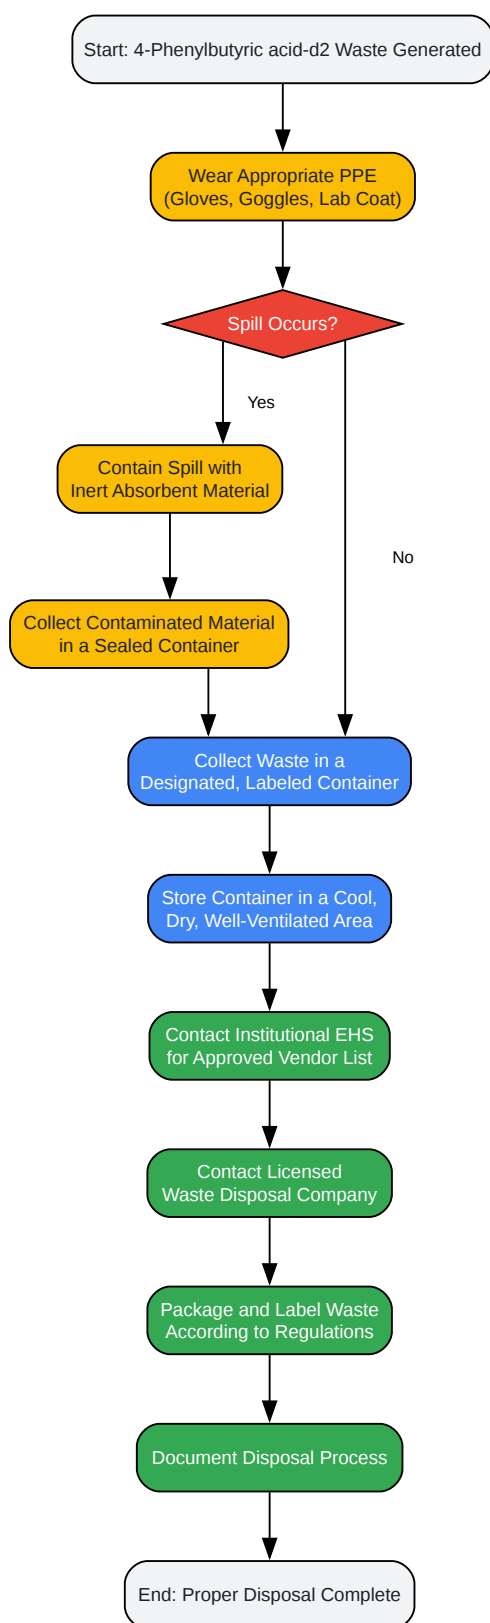 Start: 4-Phenylbutyric acid-d2 Waste Generated
Wear Appropriate PPE
(Gloves, Goggles, Lab Coat)
Spill Occurs?
Yes
Contain Spill with
Inert Absorbent Material
No
Collect Contaminated Material
in a Sealed Container
Collect Waste in a
Designated, Labeled Container
Store Container in a Cool,
Dry, Well-Ventilated Area
Contact Institutional EHS
for Approved Vendor List
Contact Licensed
Waste Disposal Company
Package and Label Waste
According to Regulations
Document Disposal Process
End: Proper Disposal Complete